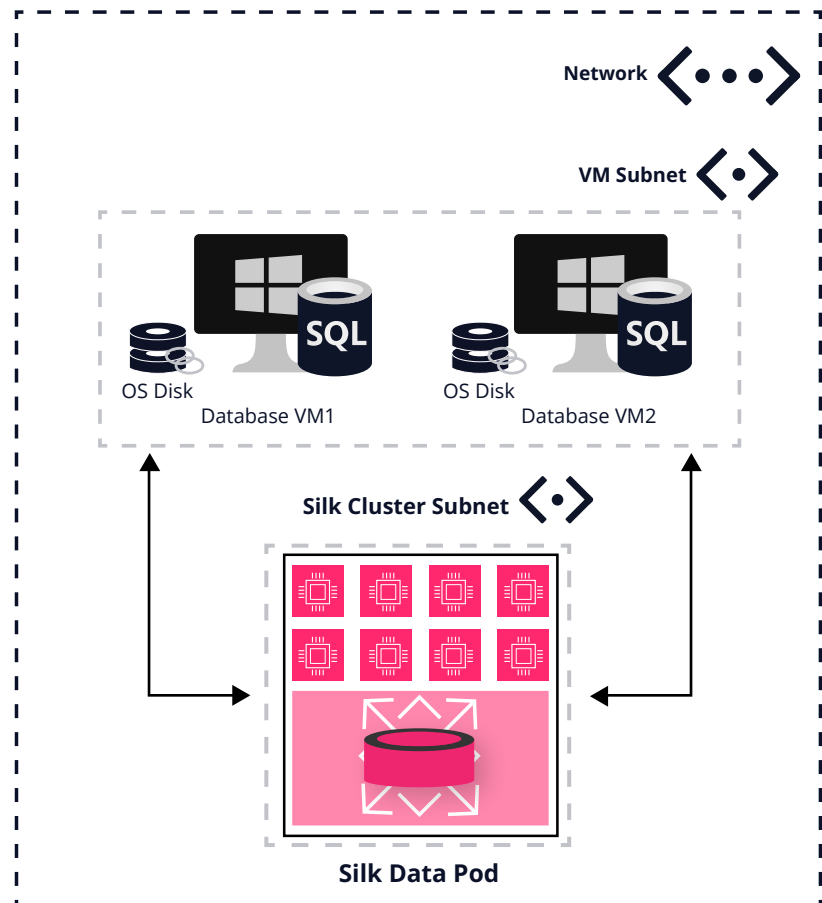 Network
VM Subnet
SQL
SQL
OS Disk
OS Disk
Database VM1
Database VM2
Silk Cluster Subnet
Silk Data Pod